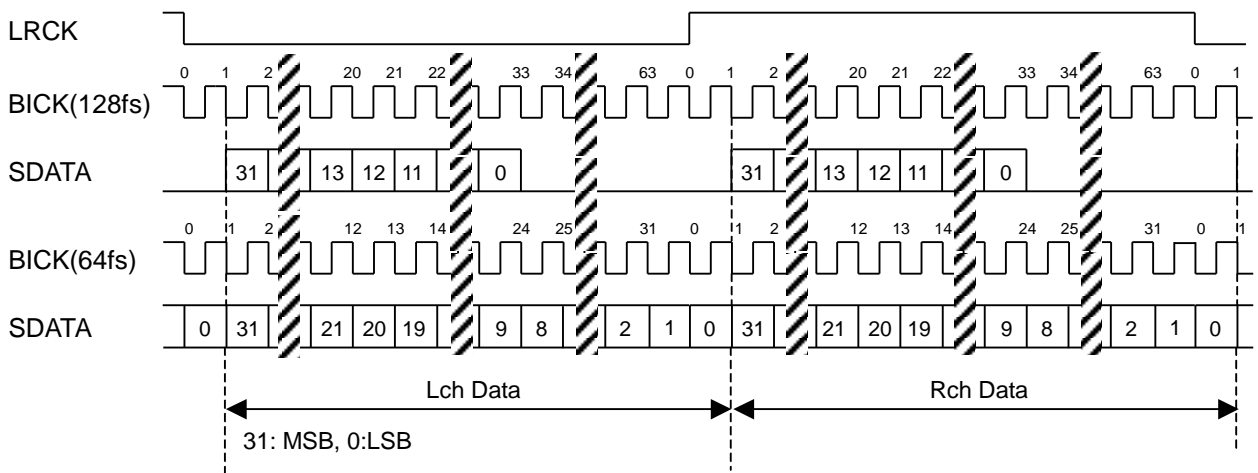 LRCK
0 1 2 20 21 22 33 34 63 0 1 2 20 21 22 33 34 63 0 1
BICK(128fs)
SDATA 31 13 12 11 0 31 13 12 11 0
0 1 2 12 13 14 24 25 31 0 1 2 12 13 14 24 25 31 0 1
BICK(64fs)
SDATA 0 31 21 20 19 9 8 2 1 0 31 21 20 19 9 8 2 1 0
Lch Data Rch Data
31: MSB, 0:LSB